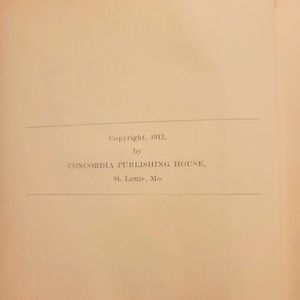 Copyright, 1912,
by
CONCORDIA PUBLISHING HOUSE,
St. Louis, Mo.